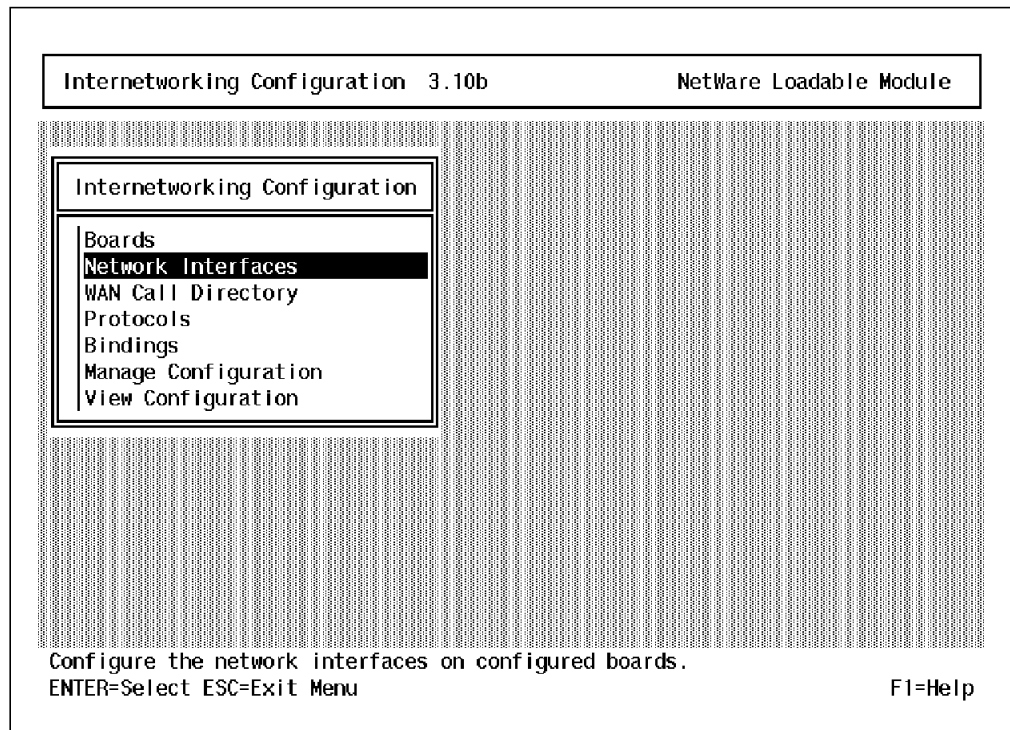 Internetworking Configuration 3.10b NetWare Loadable Module
Internetworking Configuration
Boards
Network Interfaces
WAN Call Directory
Protocols
Bindings
Manage Configuration
View Configuration
Configure the network interfaces on configured boards.
ENTER=Select ESC=Exit Menu F1=Help